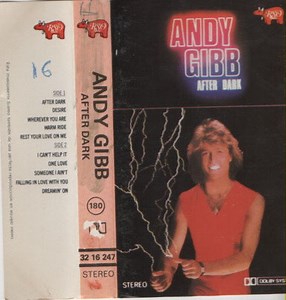 RSO
16
SIDE 1
AFTER DARK
DESIRE
WHEREVER YOU ARE
WARM RIDE
REST YOUR LOVE ON ME
SIDE 2
I CAN'T HELP IT
ONE LOVE
SOMEONE I AIN'T
FALLING IN LOVE WITH YOU
DREAMIN' ON
ANDY GIBB
AFTER DARK
180
32 16 247
STEREO
RSO
ANDY
GIBB
AFTER DARK
STEREO
DOLBY SYS